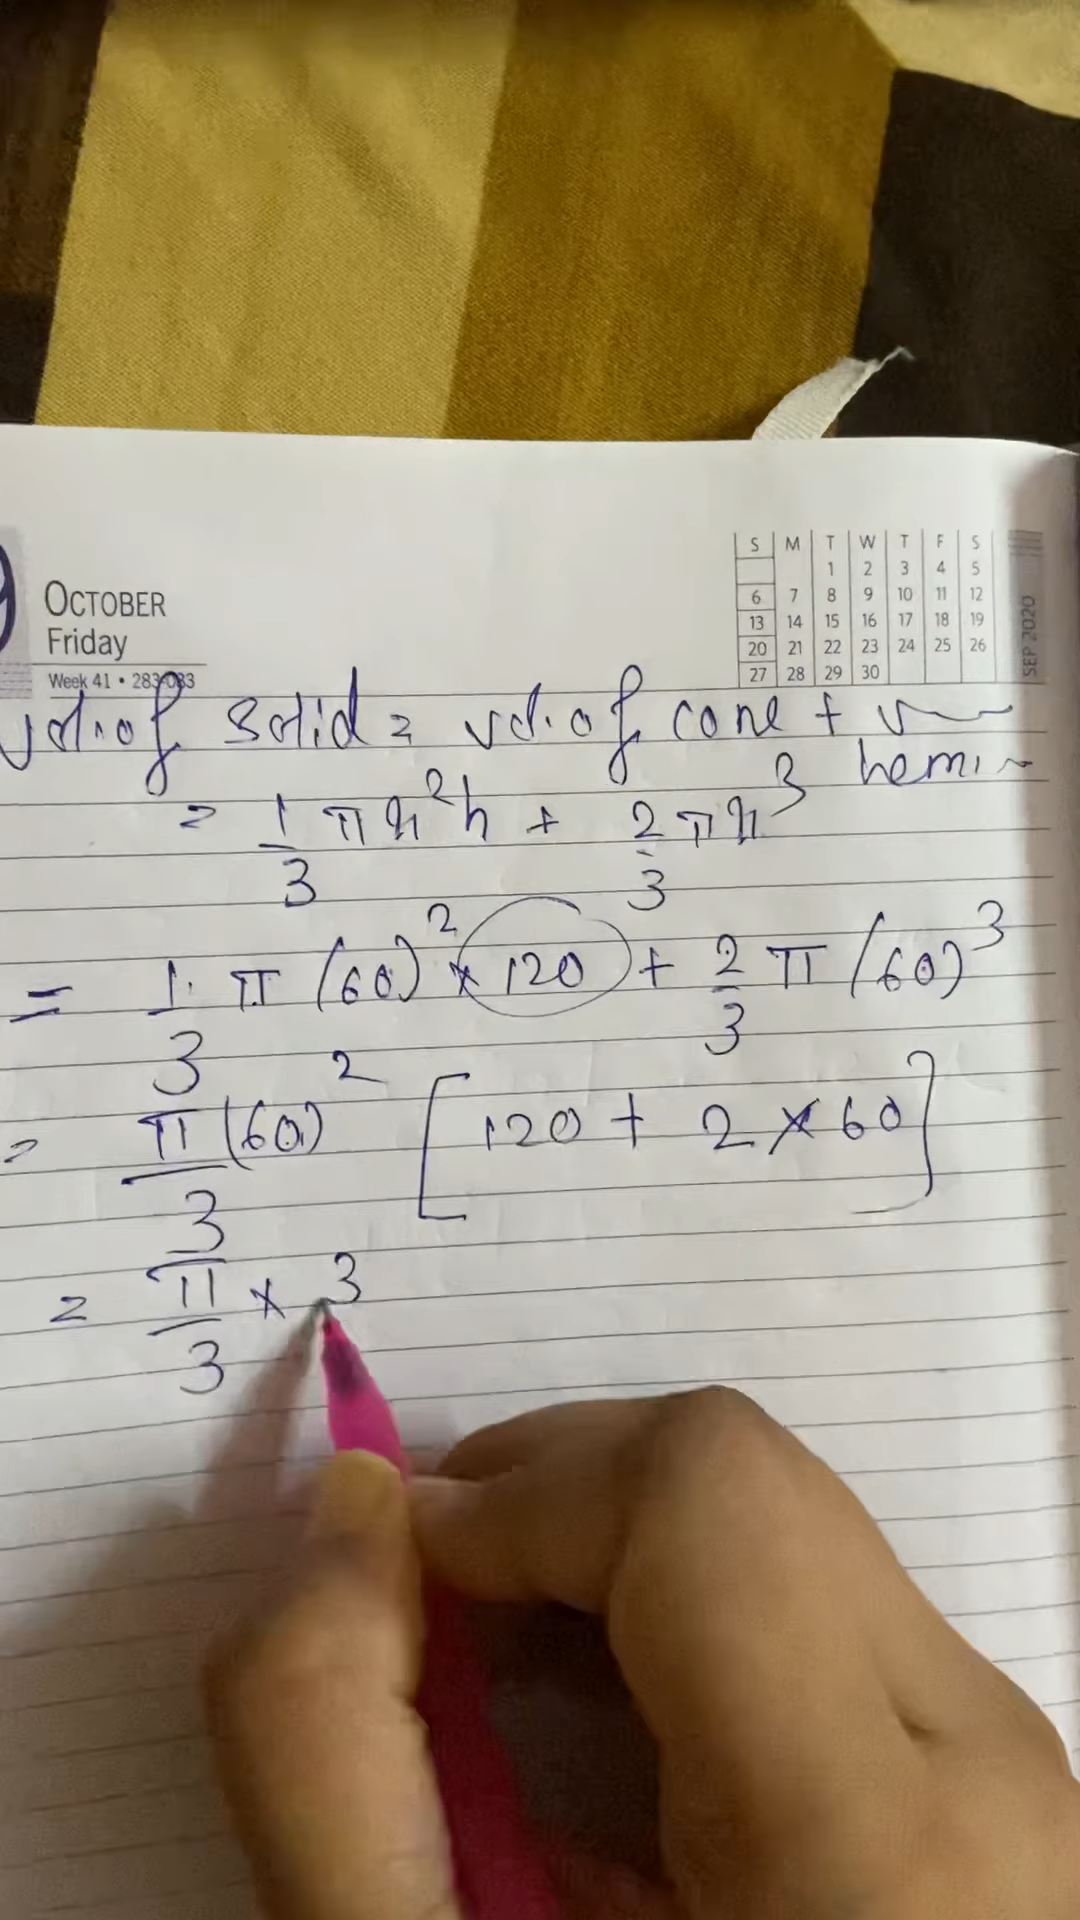 OCTOBER
Friday
Week 41 • 283-083
S M T W T F S
1 2 3 4 5
6 7 8 9 10 11 12
13 14 15 16 17 18 19
20 21 22 23 24 25 26
27 28 29 30
SEP 2020
vol. of solid = vol. of cone + v
hemi
= 1/3 πr²h + 2/3 πr³
= 1/3 π (60)² × 120 + 2/3 π (60)³
= π(60)²/3 [120 + 2 × 60]
= π/3 × 3